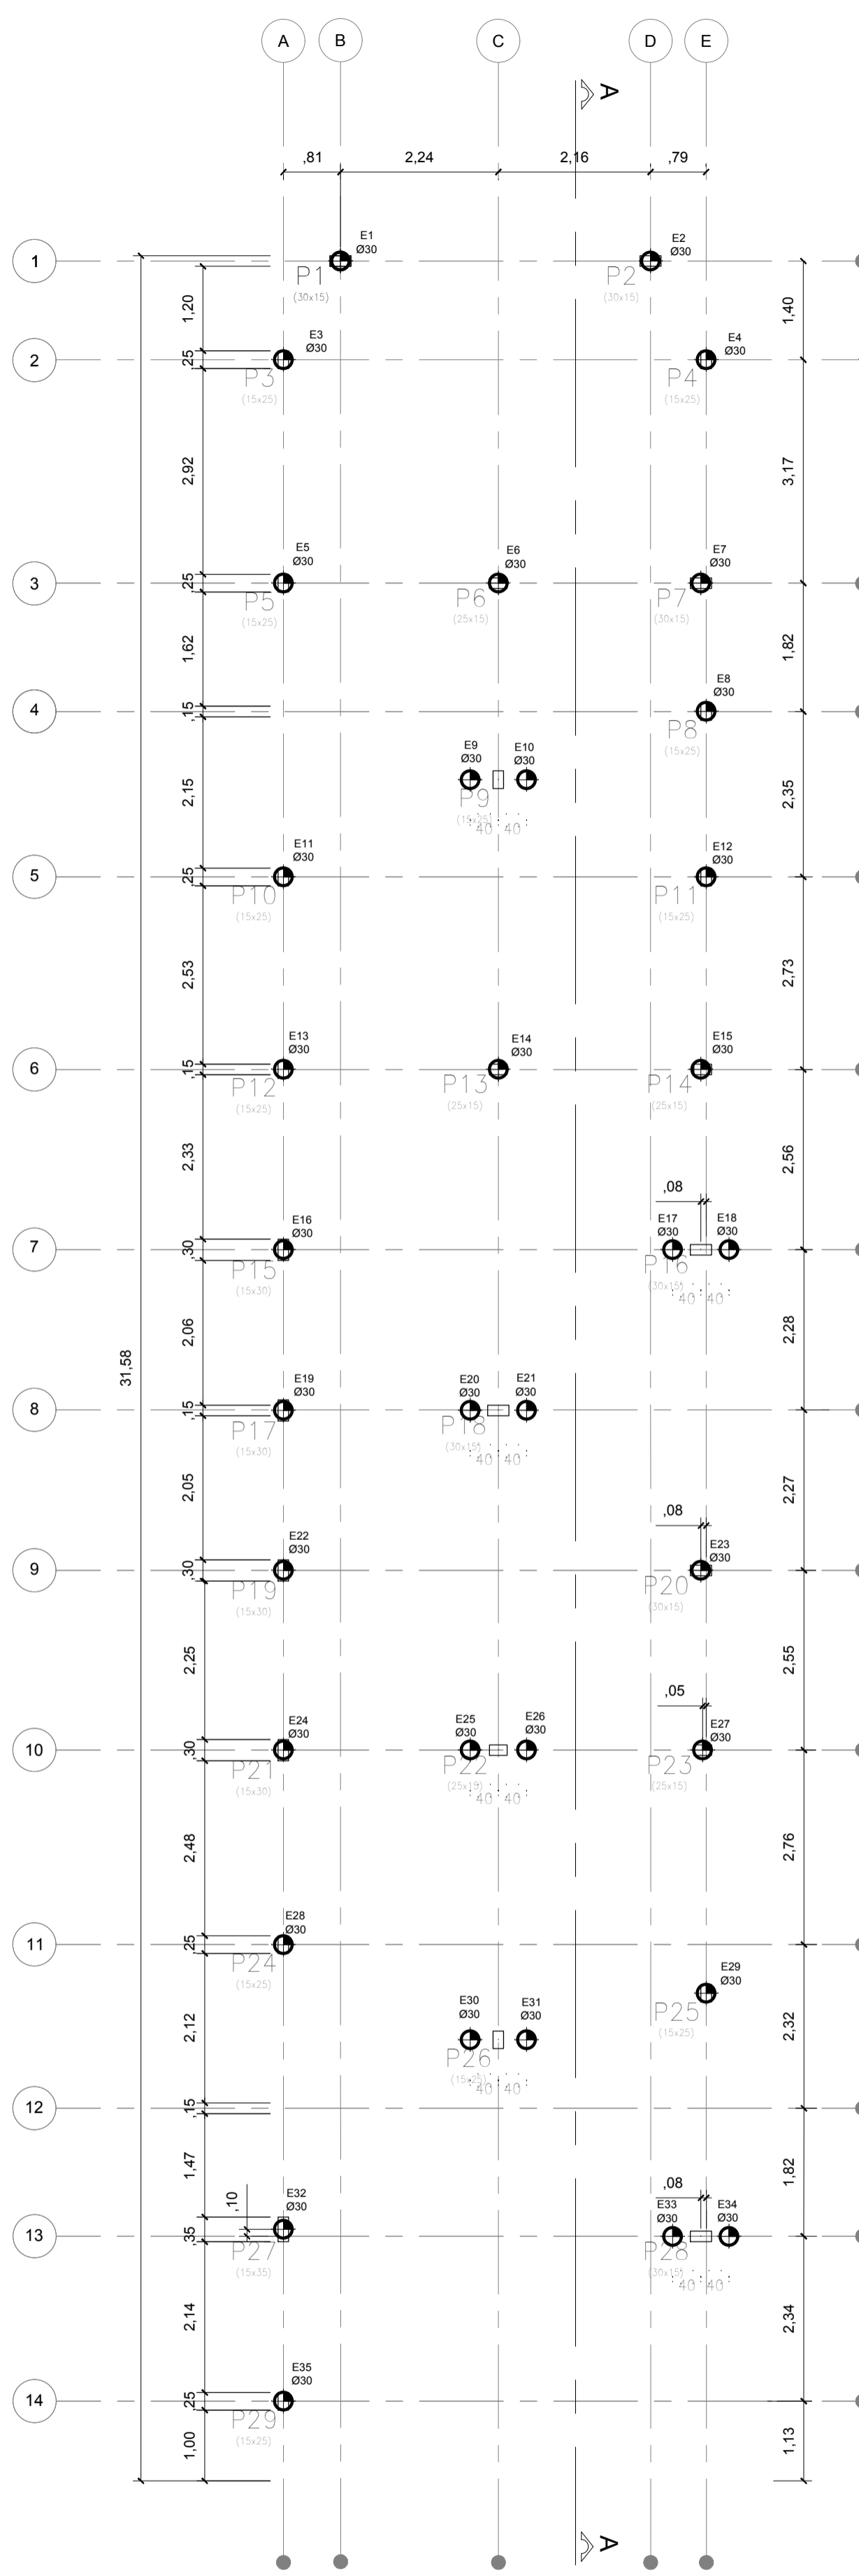 A B C D E
A
,81 2,24 2,16 ,79
E1
Ø30
E2
Ø30
1
P1
(30x15)
P2
(30x15)
1,20
1,40
E3
Ø30
E4
Ø30
2
,25
P3
(15x25)
P4
(15x25)
2,92
3,17
E5
Ø30
E6
Ø30
E7
Ø30
3
,25
P5
(15x25)
P6
(25x15)
P7
(30x15)
1,62
1,82
E8
Ø30
4
,15
P8
(15x25)
E9
Ø30
E10
Ø30
2,15
2,35
P9
(15x25)
40 40
E11
Ø30
E12
Ø30
5
,25
P10
(15x25)
P11
(15x25)
2,53
2,73
E13
Ø30
E14
Ø30
E15
Ø30
6
,15
P12
(15x25)
P13
(25x15)
P14
(25x15)
2,33
2,56
,08
E16
Ø30
E17
Ø30
E18
Ø30
7
,30
P15
(15x30)
P16
(30x15)
40 40
2,06
2,28
31,58
E19
Ø30
E20
Ø30
E21
Ø30
8
,15
P17
(15x30)
P18
(30x15)
40 40
2,05
2,27
,08
E22
Ø30
E23
Ø30
9
,30
P19
(15x30)
P20
(30x15)
2,25
2,55
,05
E24
Ø30
E25
Ø30
E26
Ø30
E27
Ø30
10
,30
P21
(15x30)
P22
(25x15)
40 40
P23
(25x15)
2,48
2,76
E28
Ø30
11
,25
P24
(15x25)
E29
Ø30
P25
(15x25)
2,12
2,32
E30
Ø30
E31
Ø30
P26
(15x25)
40 40
12
,15
1,47
1,82
,10
,08
E32
Ø30
E33
Ø30
E34
Ø30
13
,35
P27
(15x35)
P28
(30x15)
40 40
2,14
2,34
E35
Ø30
14
,25
P29
(15x25)
1,00
1,13
A